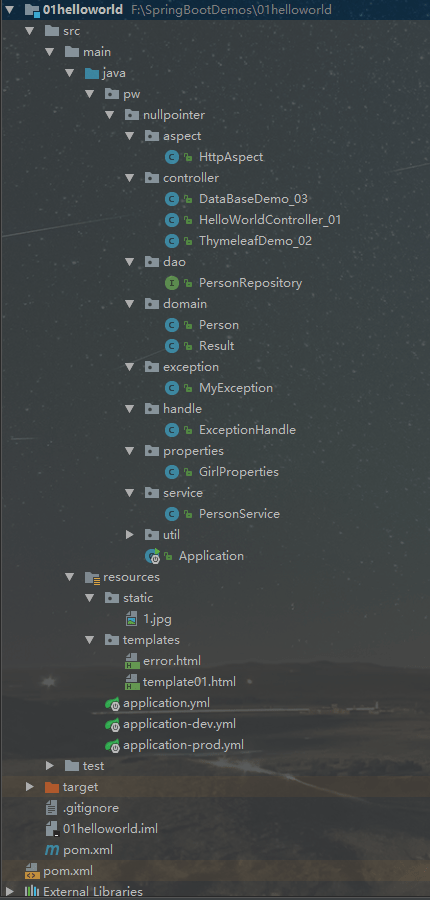 01helloworld F:\SpringBootDemos\01helloworld
src
main
java
pw
nullpointer
aspect
HttpAspect
controller
DataBaseDemo_03
HelloWorldController_01
ThymeleafDemo_02
dao
PersonRepository
domain
Person
Result
exception
MyException
handle
ExceptionHandle
properties
GirlProperties
service
PersonService
util
Application
resources
static
1.jpg
templates
error.html
template01.html
application.yml
application-dev.yml
application-prod.yml
test
target
.gitignore
01helloworld.iml
pom.xml
pom.xml
External Libraries